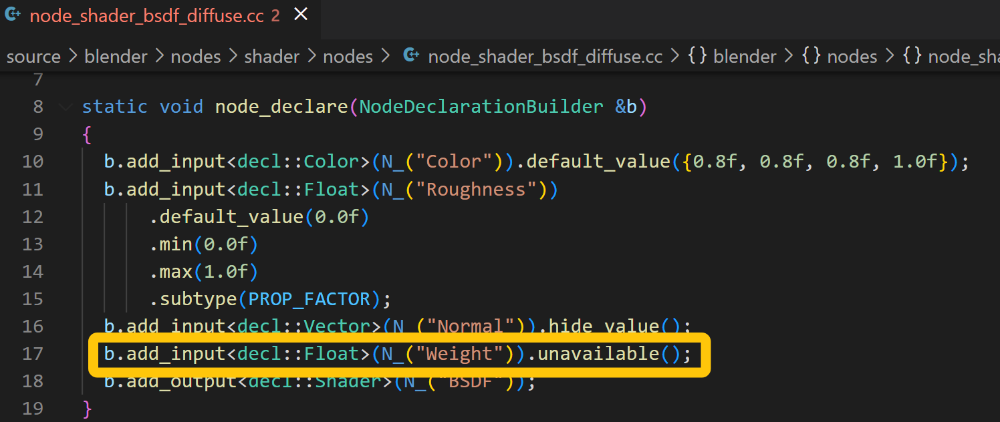 node_shader_bsdf_diffuse.cc 2
source > blender > nodes > shader > nodes > node_shader_bsdf_diffuse.cc > {} blender > {} nodes > {} node_sha
7
8 static void node_declare(NodeDeclarationBuilder &b)
9 {
10 b.add_input<decl::Color>(N_("Color")).default_value({0.8f, 0.8f, 0.8f, 1.0f});
11 b.add_input<decl::Float>(N_("Roughness"))
12 .default_value(0.0f)
13 .min(0.0f)
14 .max(1.0f)
15 .subtype(PROP_FACTOR);
16 b.add_input<decl::Vector>(N_("Normal")).hide_value();
17 b.add_input<decl::Float>(N_("Weight")).unavailable();
18 b.add_output<decl::Shader>(N_("BSDF"));
19 }